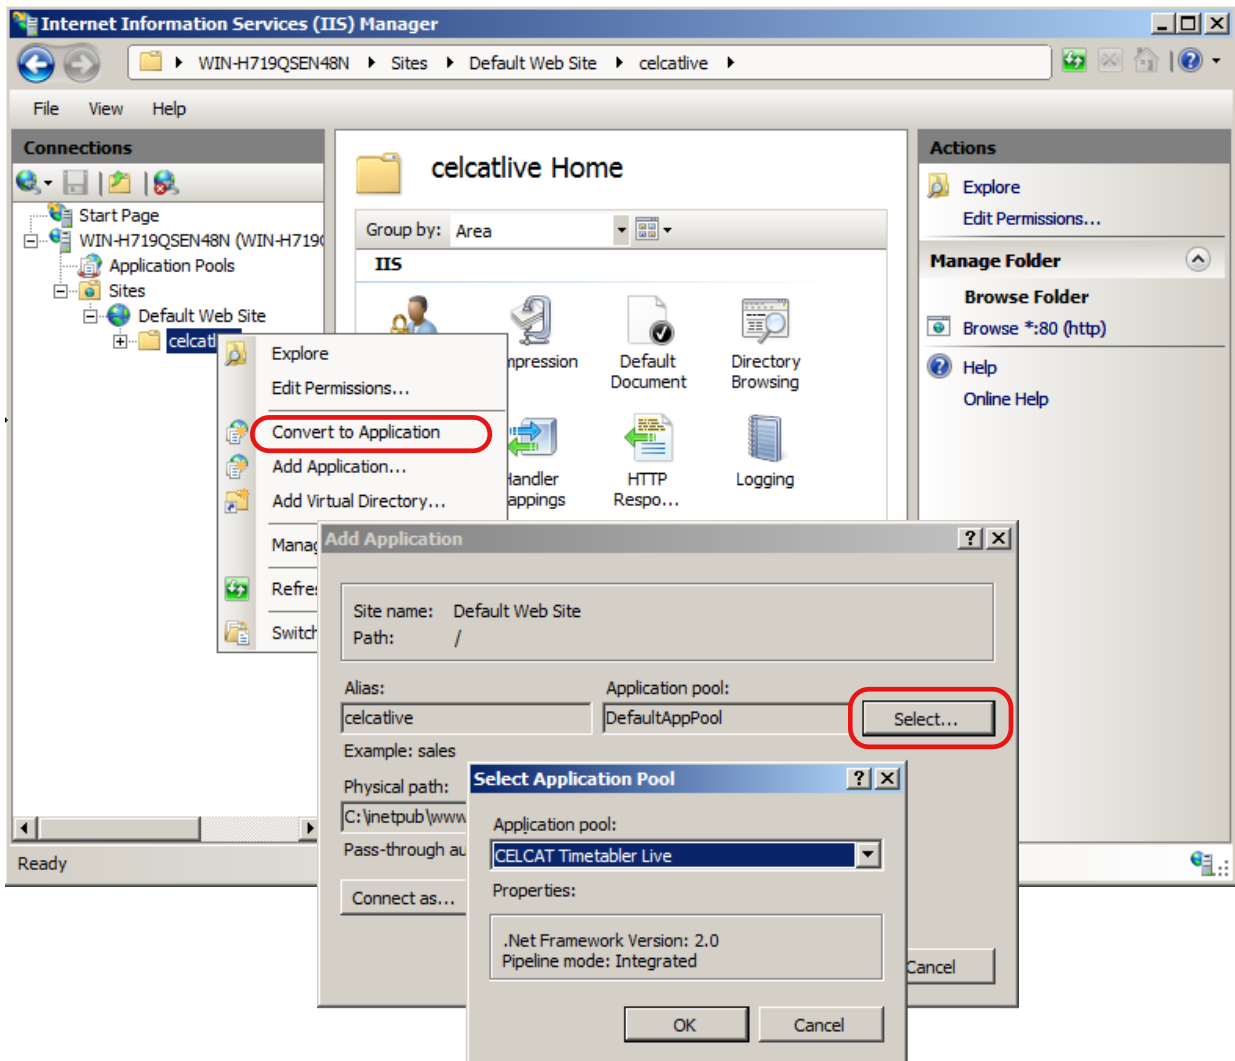 Internet Information Services (IIS) Manager
WIN-H719QSEN48N
Sites
Default Web Site
celcatlive
File View Help
Connections
Start Page
WIN-H719QSEN48N (WIN-H719
Application Pools
Sites
Default Web Site
celcatl
Explore
Edit Permissions...
Convert to Application
Add Application...
Add Virtual Directory...
Manag
Refre
Switch
Ready
celcatlive Home
Group by: Area
IIS
mpression
Default
Document
Directory
Browsing
Handler
appings
HTTP
Respo...
Logging
Actions
Explore
Edit Permissions...
Manage Folder
Browse Folder
Browse *:80 (http)
Help
Online Help
Add Application
Site name: Default Web Site
Path: /
Alias:
celcatlive
Application pool:
DefaultAppPool
Select...
Example: sales
Physical path:
C:\inetpub\www
Pass-through au
Connect as...
Cancel
Select Application Pool
Application pool:
CELCAT Timetabler Live
Properties:
.Net Framework Version: 2.0
Pipeline mode: Integrated
OK
Cancel